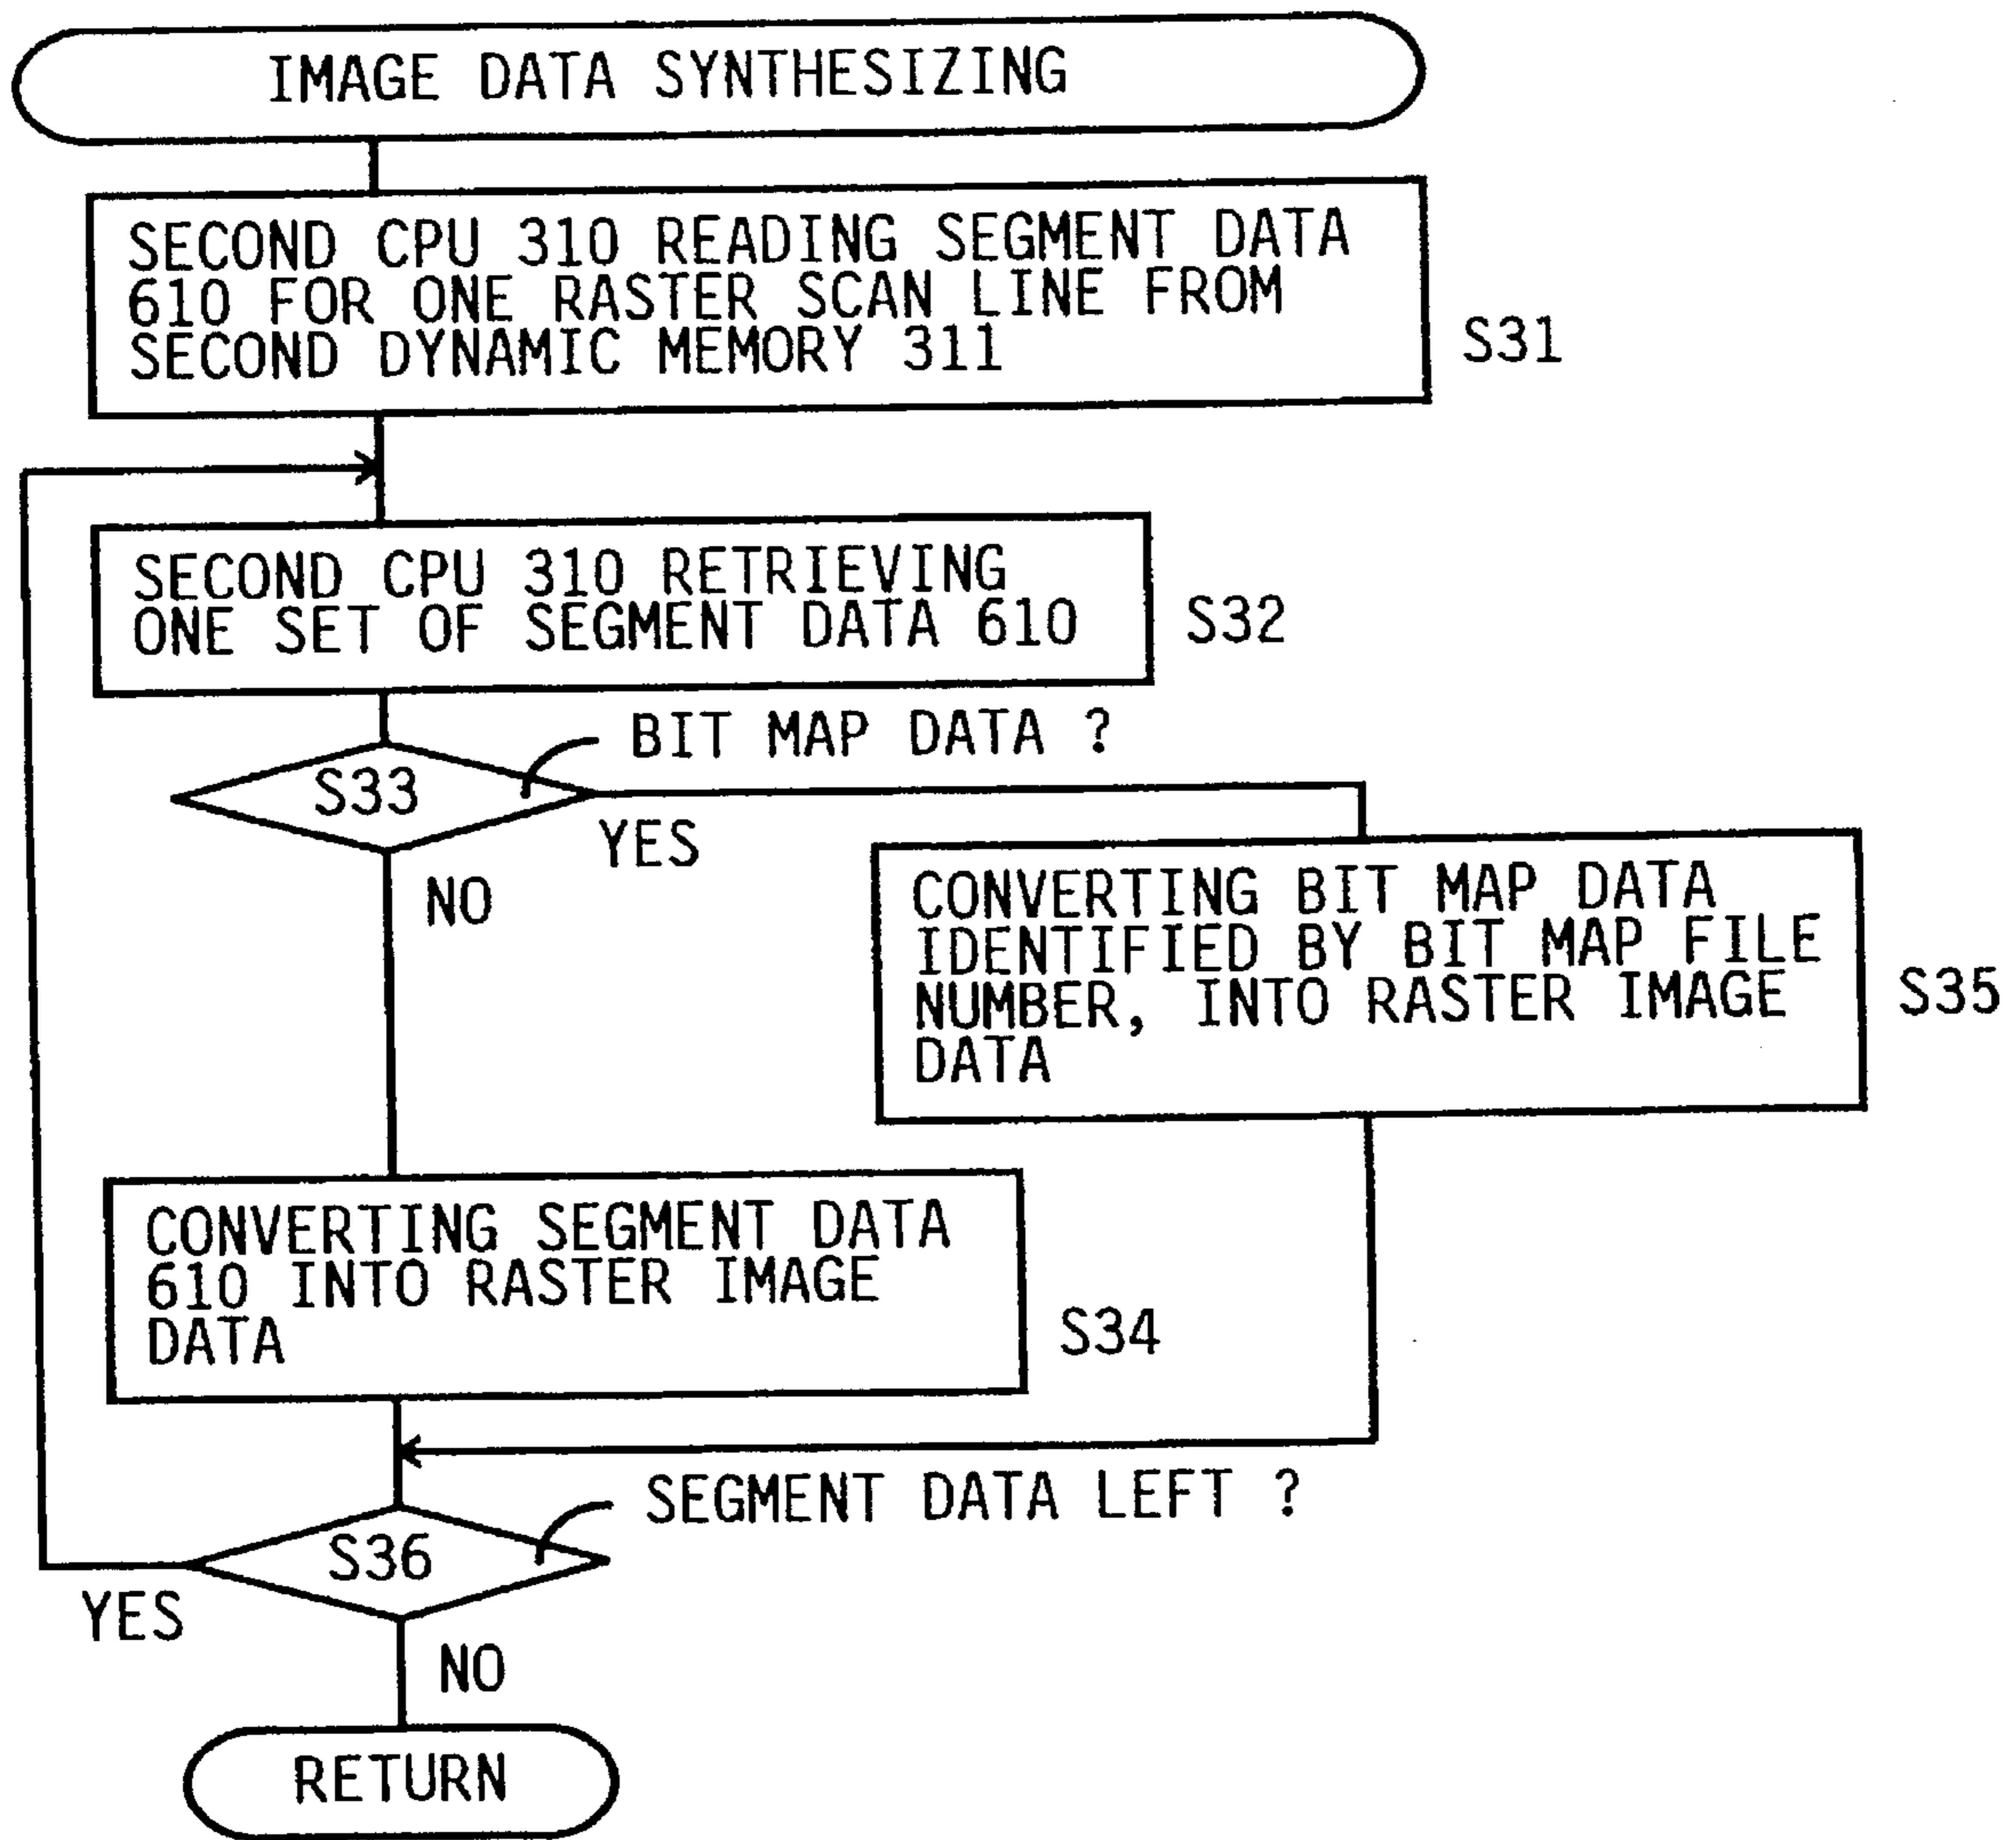 IMAGE DATA SYNTHESIZING
SECOND CPU 310 READING SEGMENT DATA
610 FOR ONE RASTER SCAN LINE FROM
SECOND DYNAMIC MEMORY 311
S31
SECOND CPU 310 RETRIEVING
ONE SET OF SEGMENT DATA 610
S32
BIT MAP DATA ?
S33
YES
NO
CONVERTING BIT MAP DATA
IDENTIFIED BY BIT MAP FILE
NUMBER, INTO RASTER IMAGE
DATA
S35
CONVERTING SEGMENT DATA
610 INTO RASTER IMAGE
DATA
S34
SEGMENT DATA LEFT ?
S36
YES
NO
RETURN